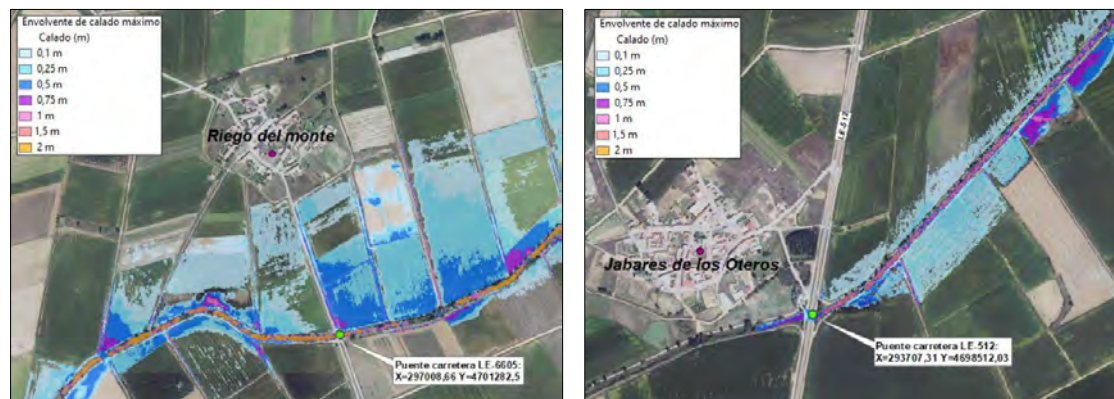 Envolvente de calado máximo
Calado (m)
0,1 m
0,25 m
0,5 m
0,75 m
1 m
1,5 m
2 m
Riego del monte
Puente carretera LE-6605:
X=297008,66 Y=4701282,5
Envolvente de calado máximo
Calado (m)
0,1 m
0,25 m
0,5 m
0,75 m
1 m
1,5 m
2 m
LE-512
Jabares de los Oteros
Puente carretera LE-512:
X=293707,31 Y=4698512,03